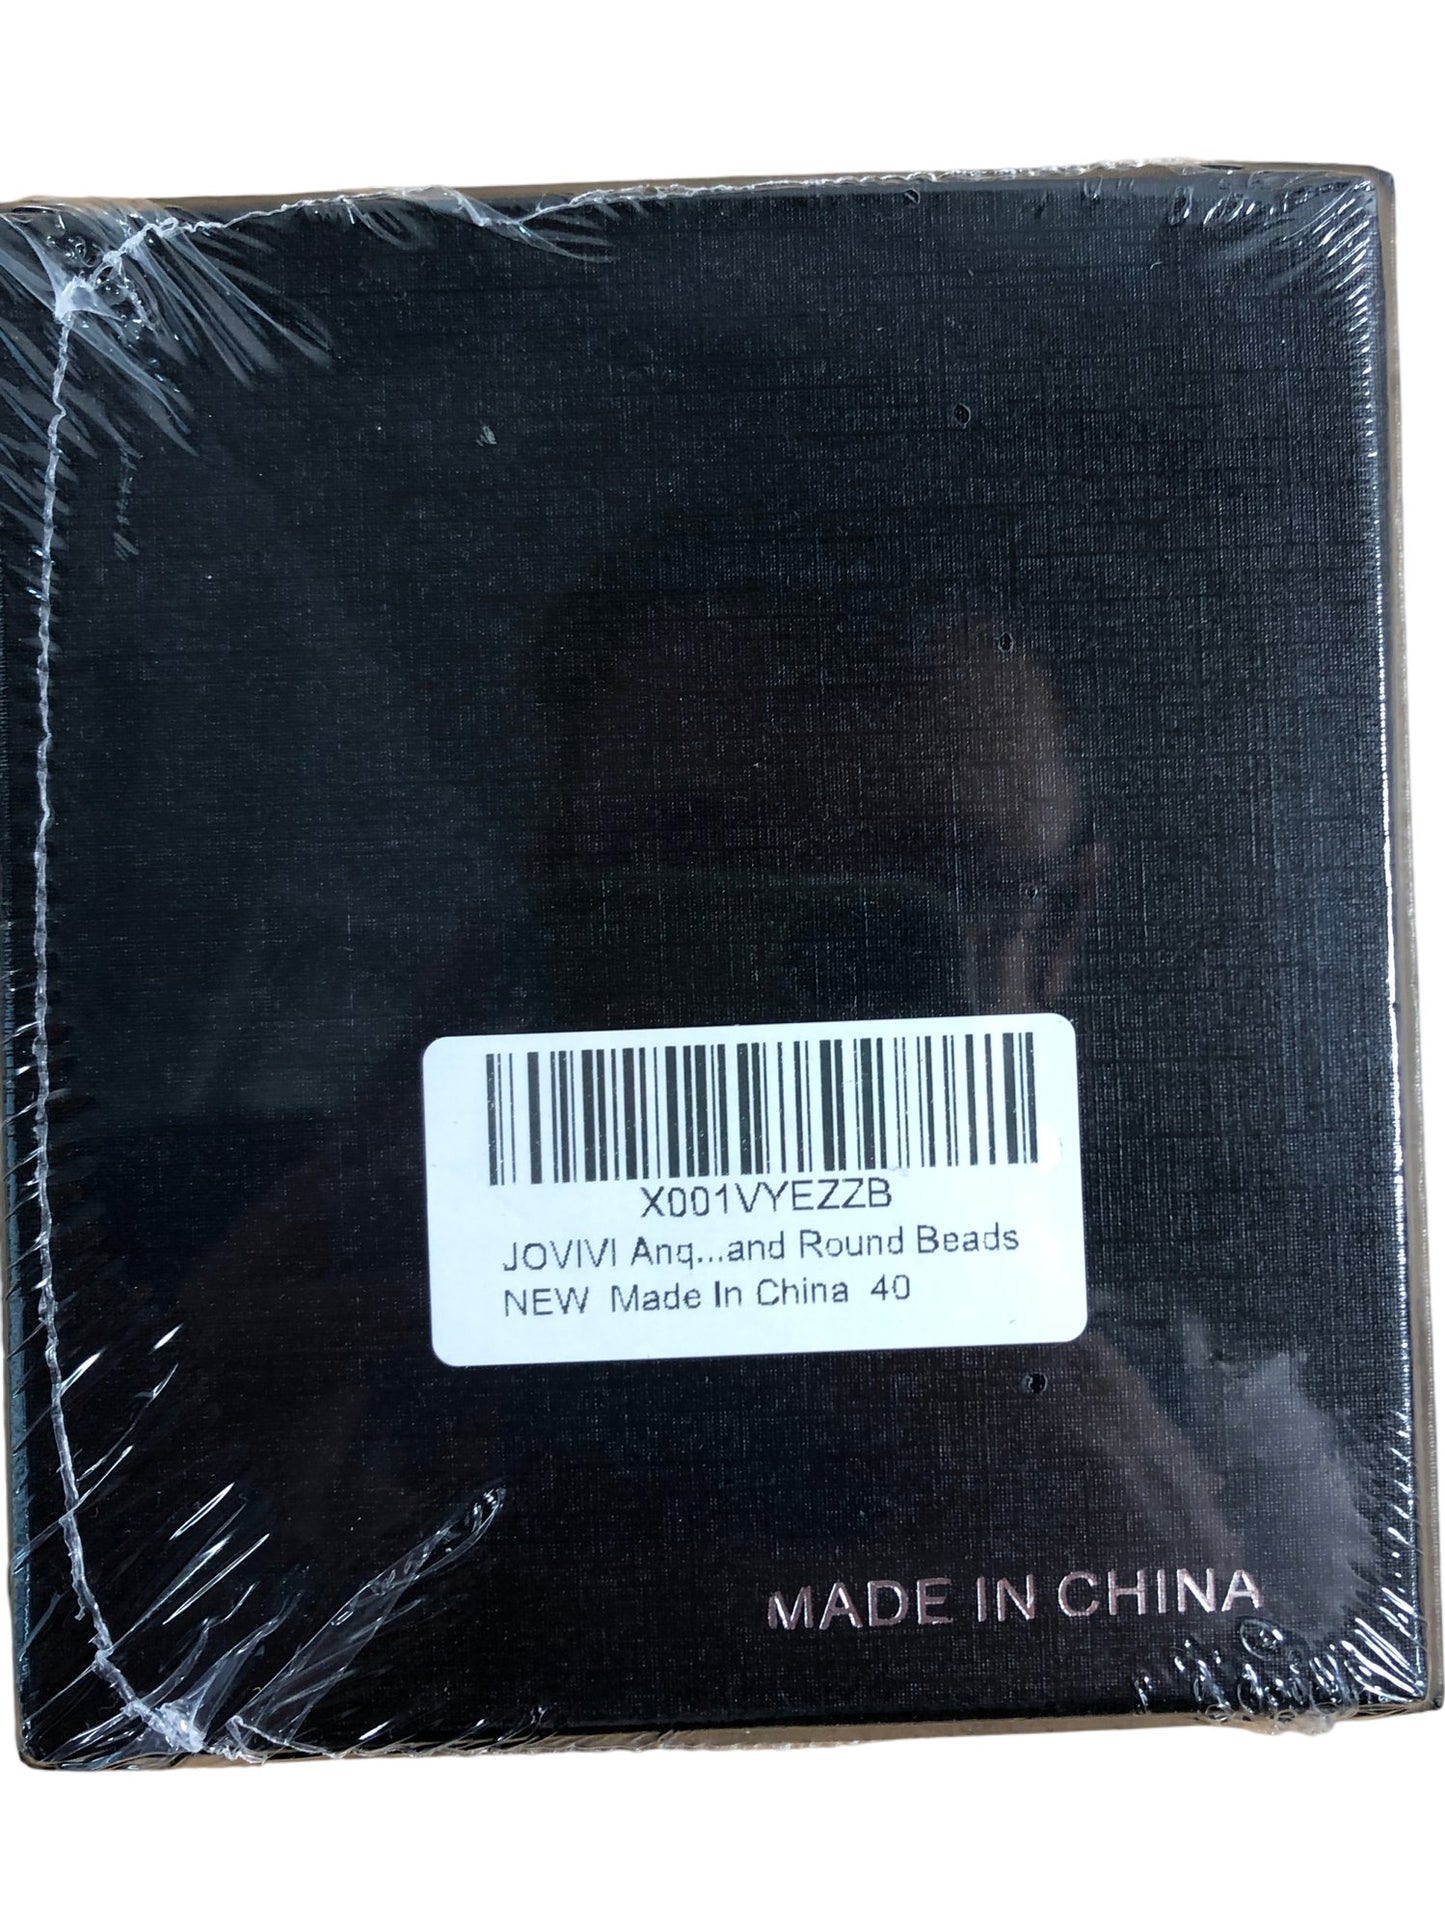 X001VYEZZB
JOVIVI Anq...and Round Beads
NEW Made In China 40
MADE IN CHINA